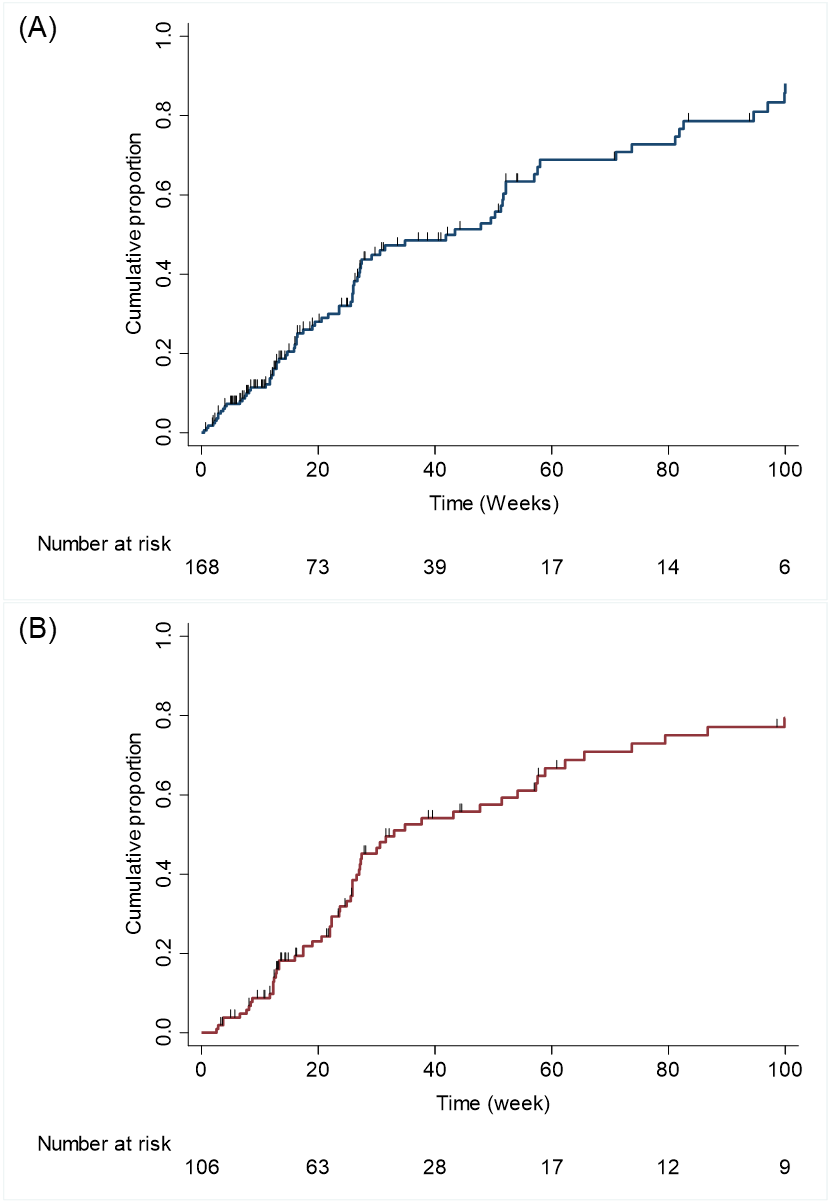 (A)
1.0
0.8
0.6
0.4
0.2
0.0
Cumulative proportion
0 20 40 60 80 100
Time (Weeks)
Number at risk
168 73 39 17 14 6
(B)
1.0
0.8
0.6
0.4
0.2
0.0
Cumulative proportion
0 20 40 60 80 100
Time (week)
Number at risk
106 63 28 17 12 9